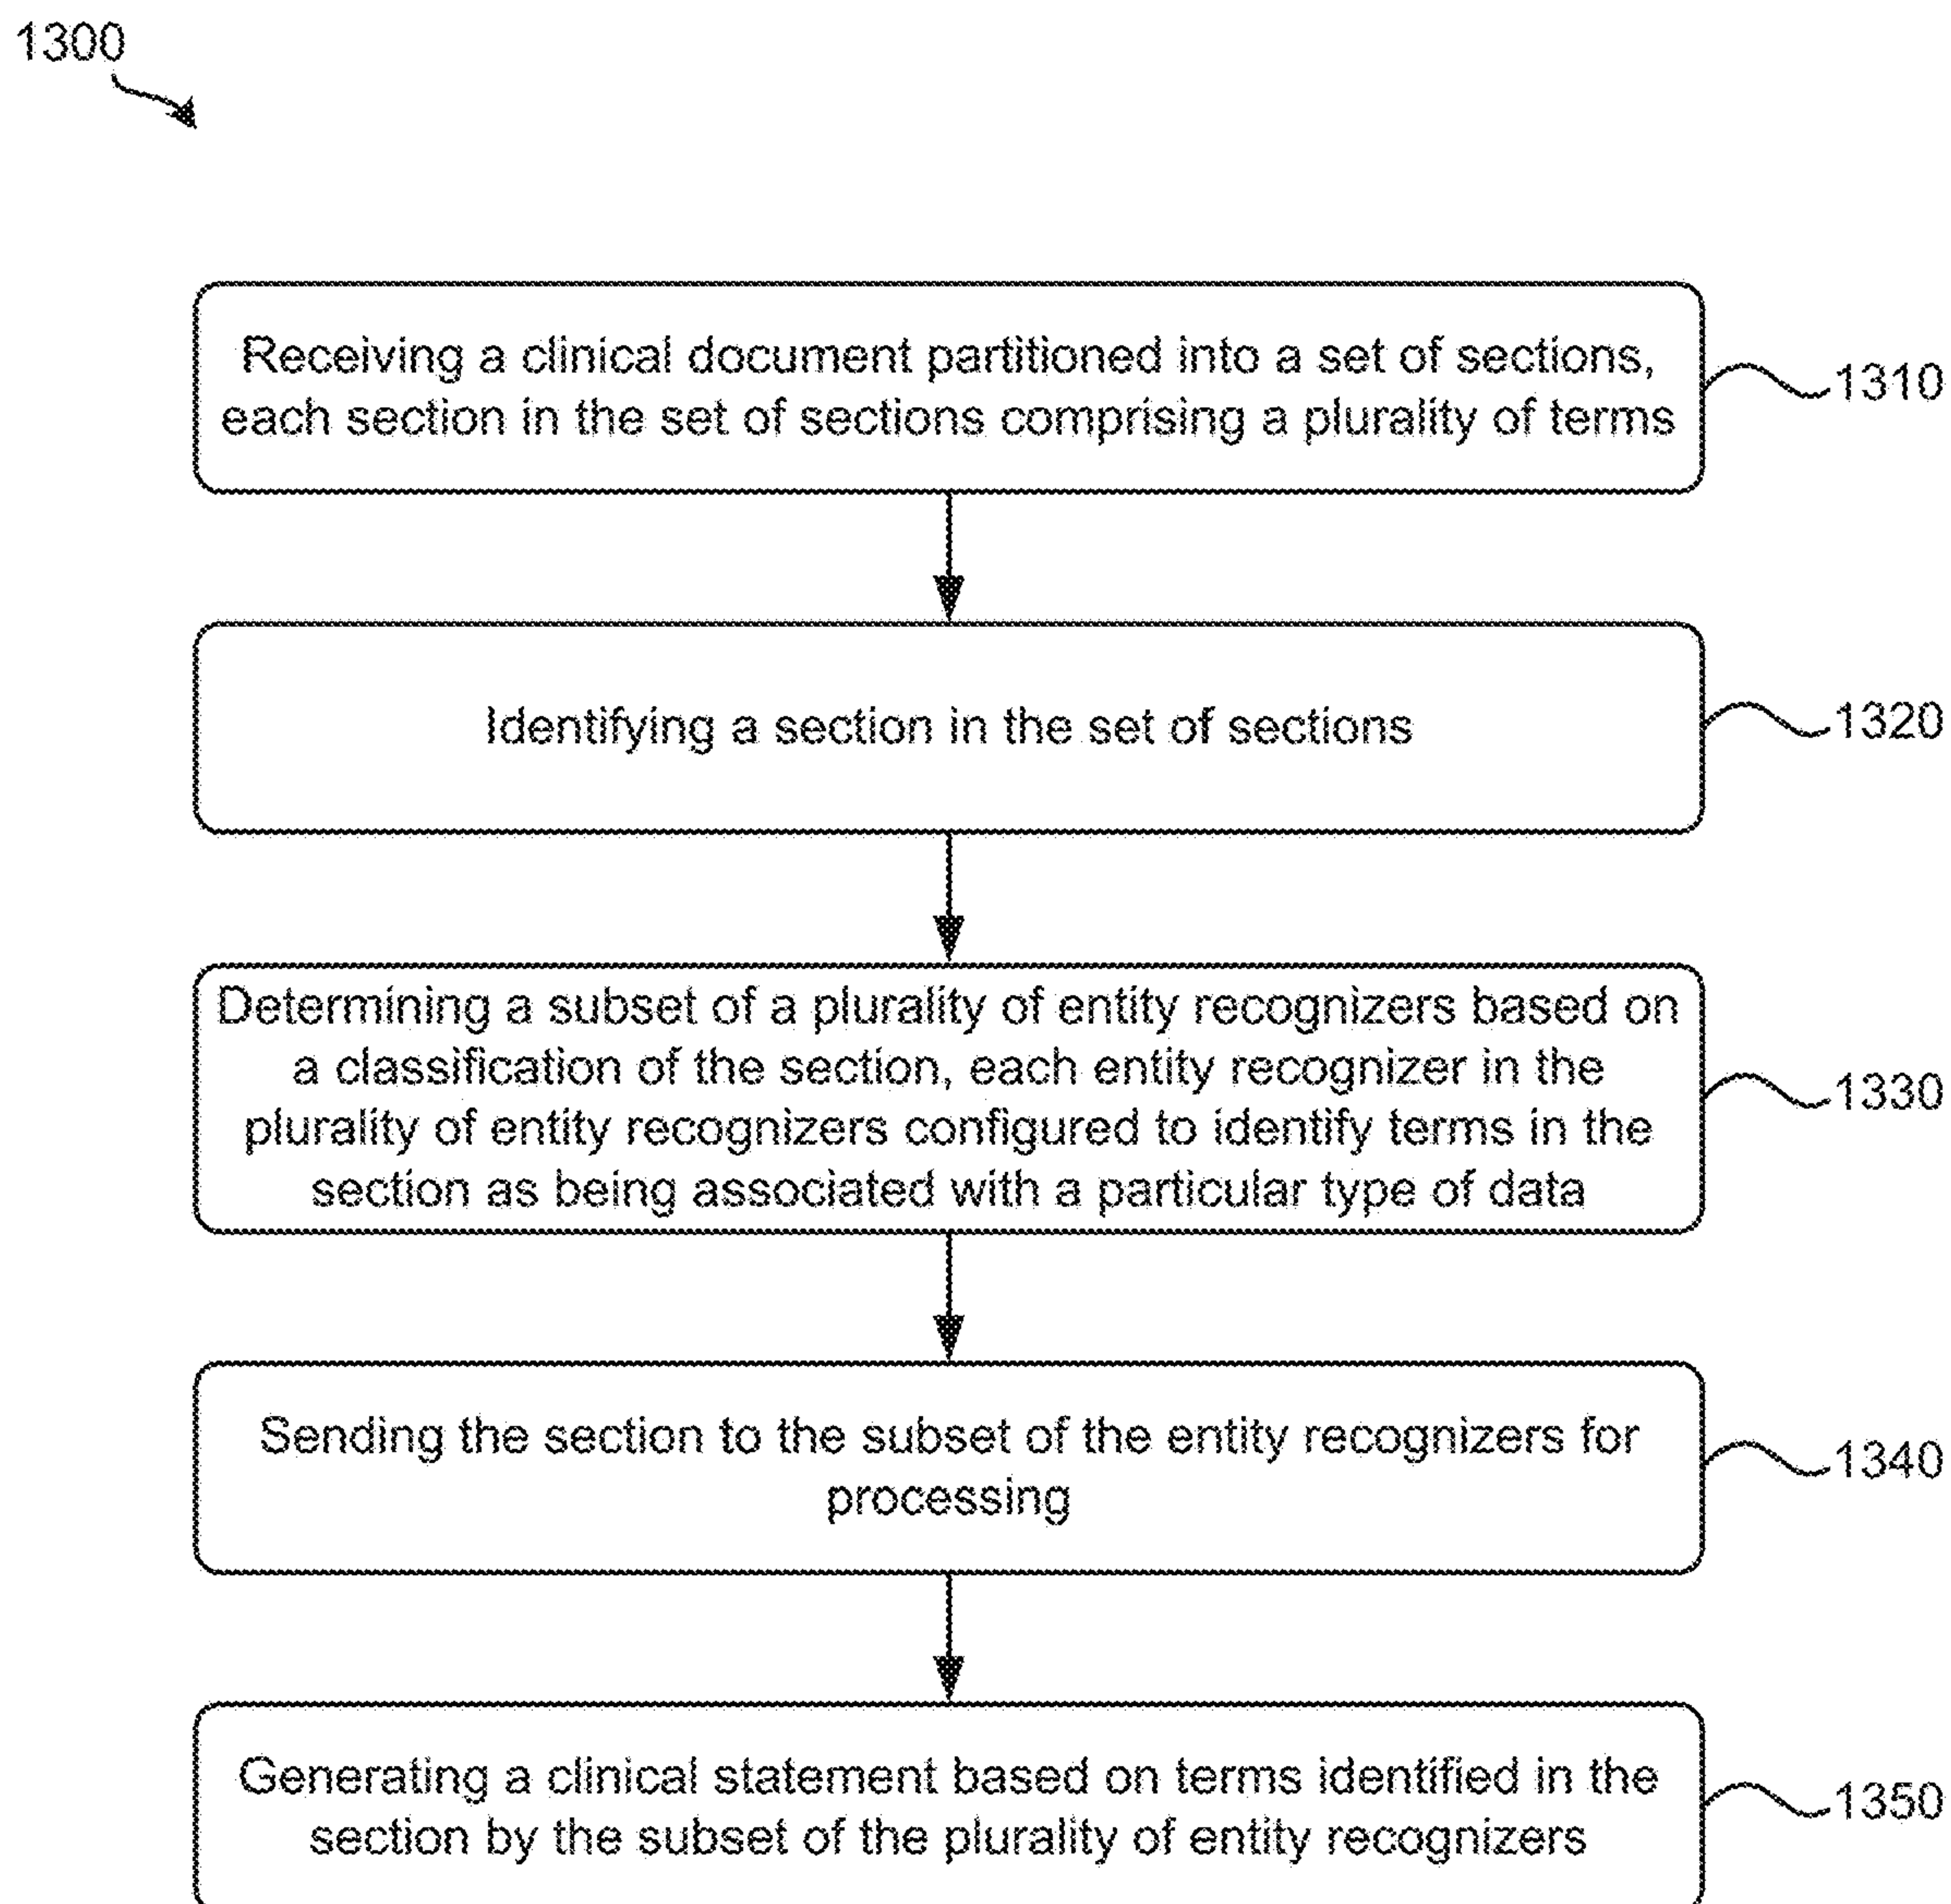 1300
Receiving a clinical document partitioned into a set of sections,
each section in the set of sections comprising a plurality of terms
1310
Identifying a section in the set of sections
1320
Determining a subset of a plurality of entity recognizers based on
a classification of the section, each entity recognizer in the
plurality of entity recognizers configured to identify terms in the
section as being associated with a particular type of data
1330
Sending the section to the subset of the entity recognizers for
processing
1340
Generating a clinical statement based on terms identified in the
section by the subset of the plurality of entity recognizers
1350